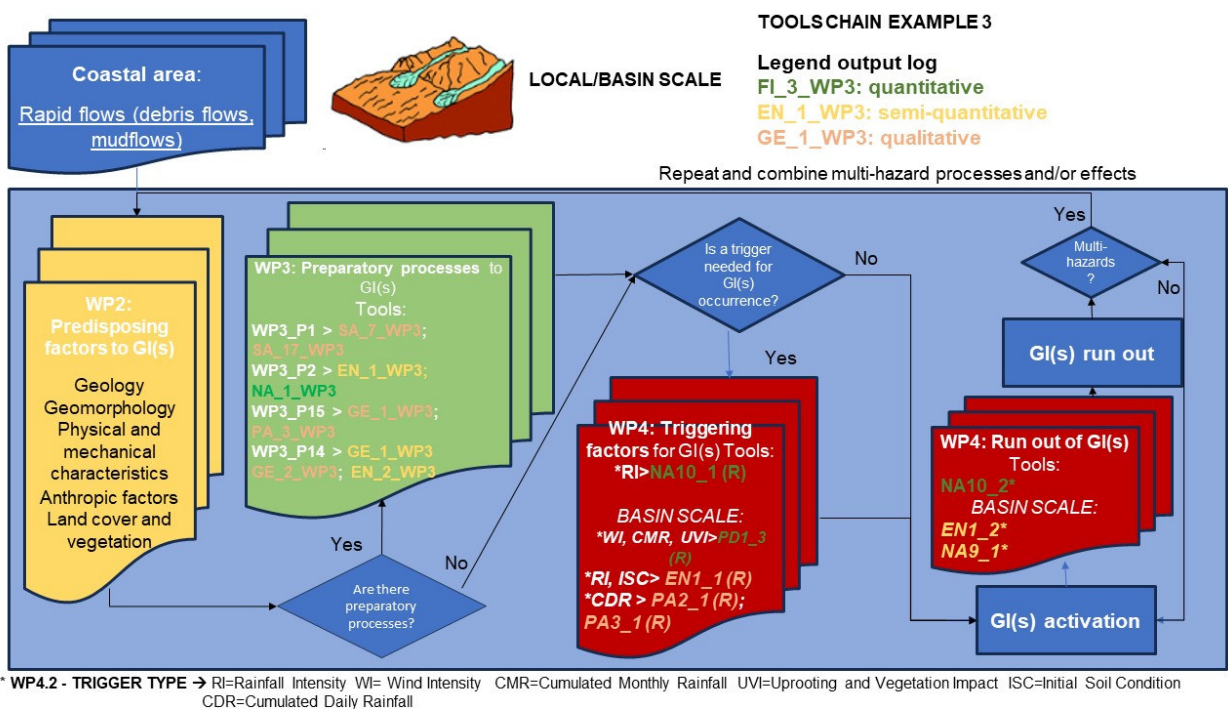 TOOLS CHAIN EXAMPLE 3
Coastal area:
Rapid flows (debris flows,
mudflows)
LOCAL/BASIN SCALE
Legend output log
FI_3_WP3: quantitative
EN_1_WP3: semi-quantitative
GE_1_WP3: qualitative
Repeat and combine multi-hazard processes and/or effects
WP2:
Predisposing
factors to GI(s)
Geology
Geomorphology
Physical and
mechanical
characteristics
Anthropic factors
Land cover and
vegetation
WP3: Preparatory processes to
GI(s)
Tools:
WP3_P1 > SA_7_WP3;
SA_17_WP3
WP3_P2 > EN_1_WP3;
NA_1_WP3
WP3_P15 > GE_1_WP3;
PA_3_WP3
WP3_P14 > GE_1_WP3
GE_2_WP3; EN_2_WP3
Yes
No
Are there
preparatory
processes?
Is a trigger
needed for
GI(s)
occurrence?
No
Yes
WP4: Triggering
factors for GI(s) Tools:
*RI>NA10_1 (R)
BASIN SCALE:
*WI, CMR, UVI>PD1_3
(R)
*RI, ISC> EN1_1 (R)
*CDR > PA2_1 (R);
PA3_1 (R)
Yes
Multi-
hazards
?
No
GI(s) run out
WP4: Run out of GI(s)
Tools:
NA10_2*
BASIN SCALE:
EN1_2*
NA9_1*
GI(s) activation
* WP4.2 - TRIGGER TYPE → RI=Rainfall Intensity WI= Wind Intensity CMR=Cumulated Monthly Rainfall UVI=Uprooting and Vegetation Impact ISC=Initial Soil Condition
CDR=Cumulated Daily Rainfall